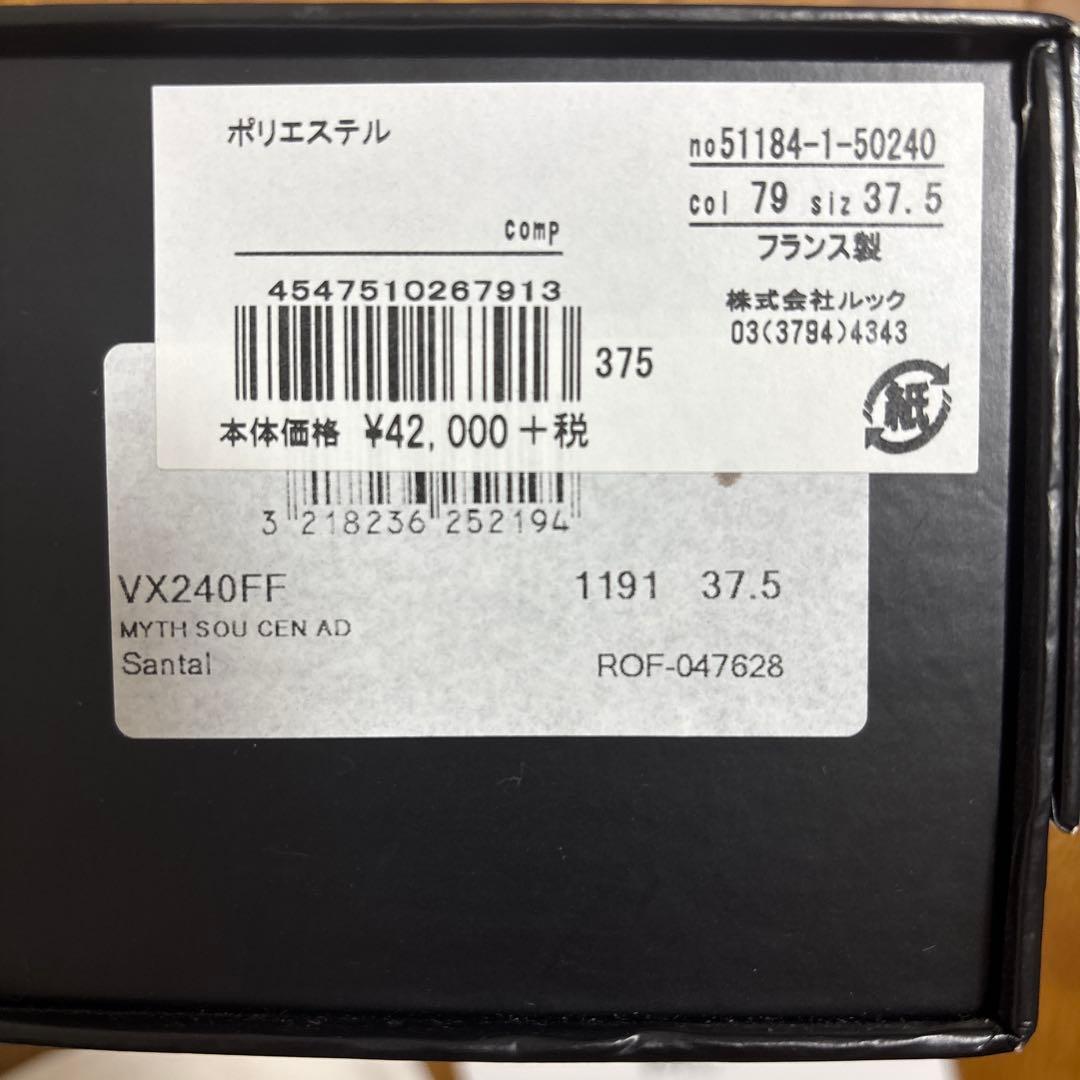 ポリエステル
no51184-1-50240
col 79 siz 37.5
comp
フランス製
4547510267913
株式会社ルック
03(3794)4343
375
紙
本体価格 ¥42,000+税
3 218236 252194
VX240FF 1191 37.5
MYTH SOU CEN AD
Santal ROF-047628